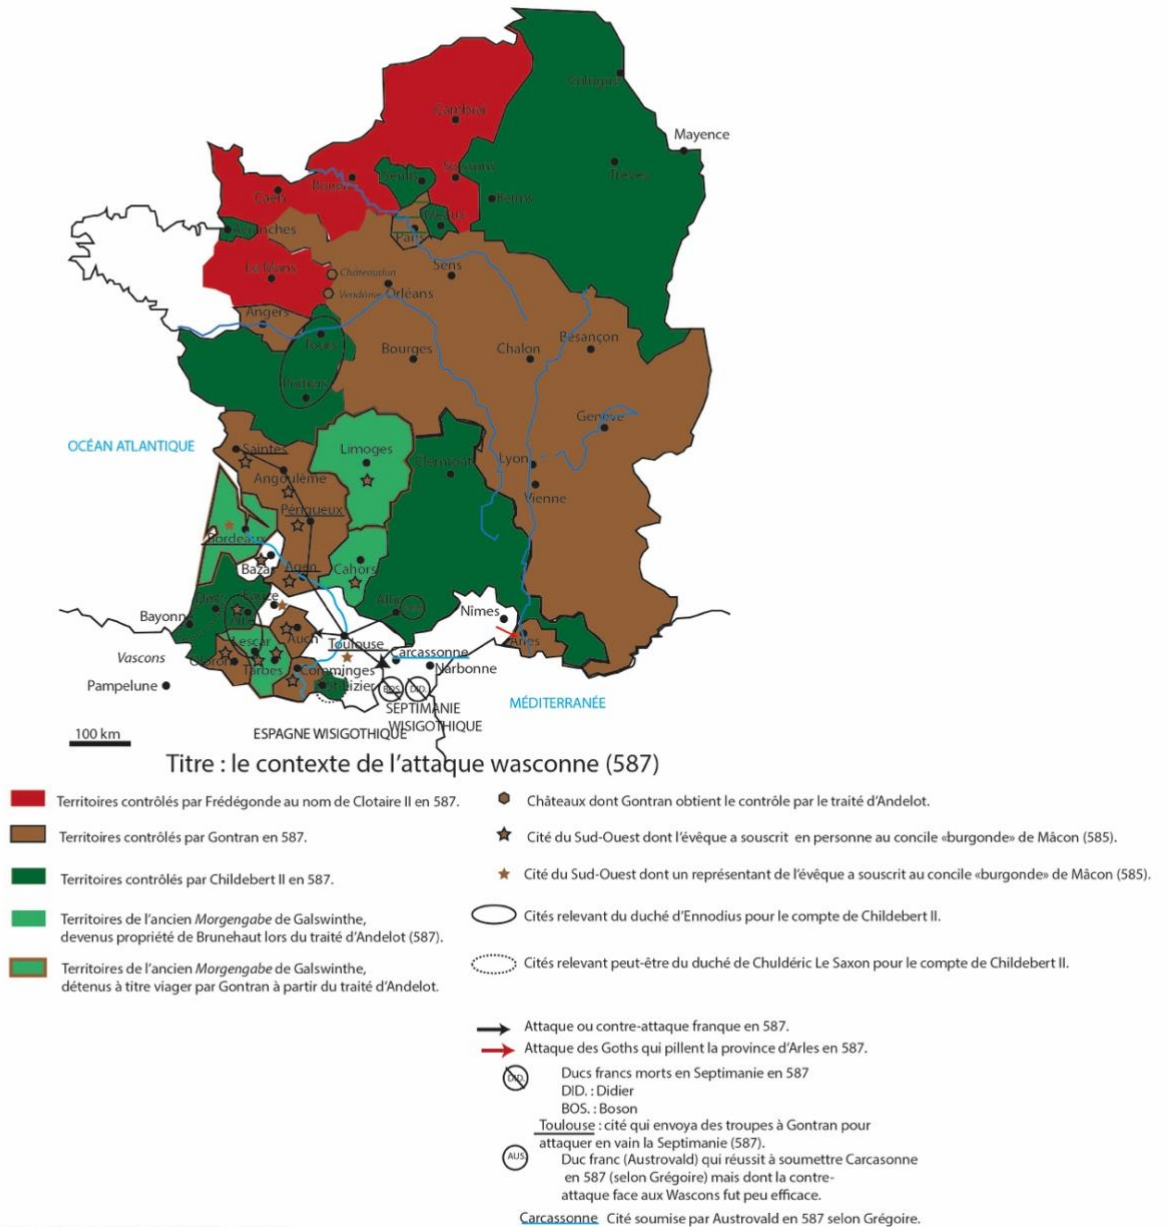 Cologne
Cambrai
Mayence
Trèves
Soissons
Senlis
Rouen
Caen
Reims
Meaux
Avranches
Paris
Le Mans
Sens
Châteaudun
Vendôme
Orléans
Angers
Tours
Bourges
Chalon
Besançon
Poitiers
Genève
OCÉAN ATLANTIQUE
Saintes
Limoges
Clermont
Lyon
Angoulême
Vienne
Périgueux
Bordeaux
Bazas
Agen
Cahors
Dax
Eauze
Albi
Nîmes
Bayonne
Arles
Lescar
Auch
Toulouse
Carcassonne
Vascons
Oloron
Tarbes
Comminges
Narbonne
Pampelune
BOS.
DID.
SEPTIMANIE
WISIGOTHIQUE
MÉDITERRANÉE
ESPAGNE WISIGOTHIQUE
100 km
Titre : le contexte de l'attaque wasconne (587)
Territoires contrôlés par Frédégonde au nom de Clotaire II en 587.
Territoires contrôlés par Gontran en 587.
Territoires contrôlés par Childebert II en 587.
Territoires de l'ancien Morgengabe de Galswinthe,
devenus propriété de Brunehaut lors du traité d'Andelot (587).
Territoires de l'ancien Morgengabe de Galswinthe,
détenus à titre viager par Gontran à partir du traité d'Andelot.
Châteaux dont Gontran obtient le contrôle par le traité d'Andelot.
Cité du Sud-Ouest dont l'évêque a souscrit en personne au concile «burgonde» de Mâcon (585).
Cité du Sud-Ouest dont un représentant de l'évêque a souscrit au concile «burgonde» de Mâcon (585).
Cités relevant du duché d'Ennodius pour le compte de Childebert II.
Cités relevant peut-être du duché de Chuldéric Le Saxon pour le compte de Childebert II.
Attaque ou contre-attaque franque en 587.
Attaque des Goths qui pillent la province d'Arles en 587.
DID.
Ducs francs morts en Septimanie en 587
DID. : Didier
BOS. : Boson
Toulouse : cité qui envoya des troupes à Gontran pour
attaquer en vain la Septimanie (587).
AUS.
Duc franc (Austrovald) qui réussit à soumettre Carcasonne
en 587 (selon Grégoire) mais dont la contre-
attaque face aux Wascons fut peu efficace.
Carcassonne Cité soumise par Austrovald en 587 selon Grégoire.